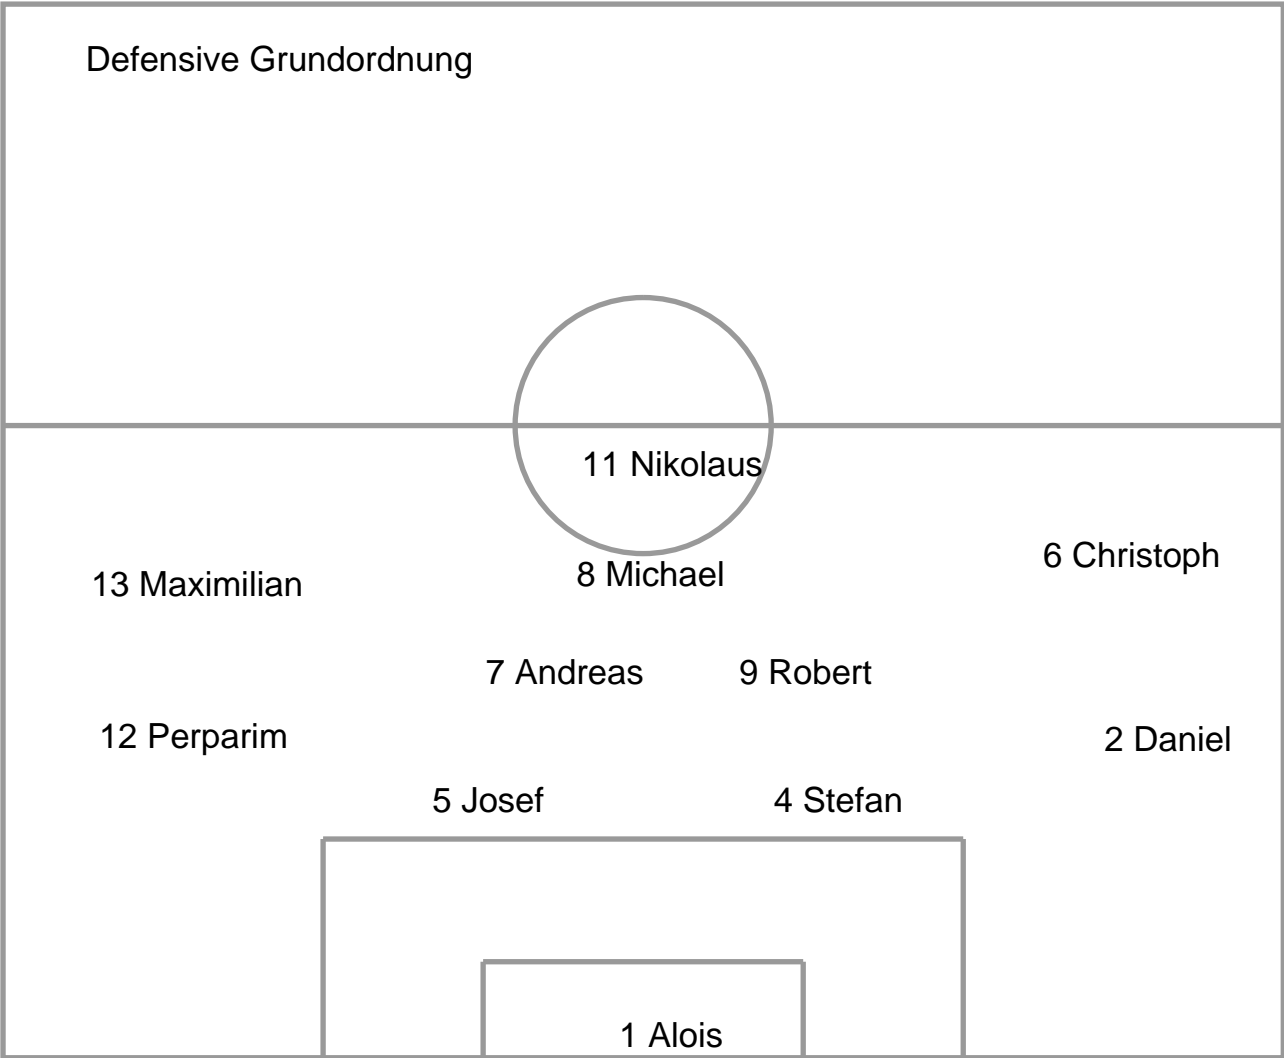 Defensive Grundordnung
11 Nikolaus
6 Christoph
13 Maximilian
8 Michael
7 Andreas
9 Robert
12 Perparim
2 Daniel
5 Josef
4 Stefan
1 Alois